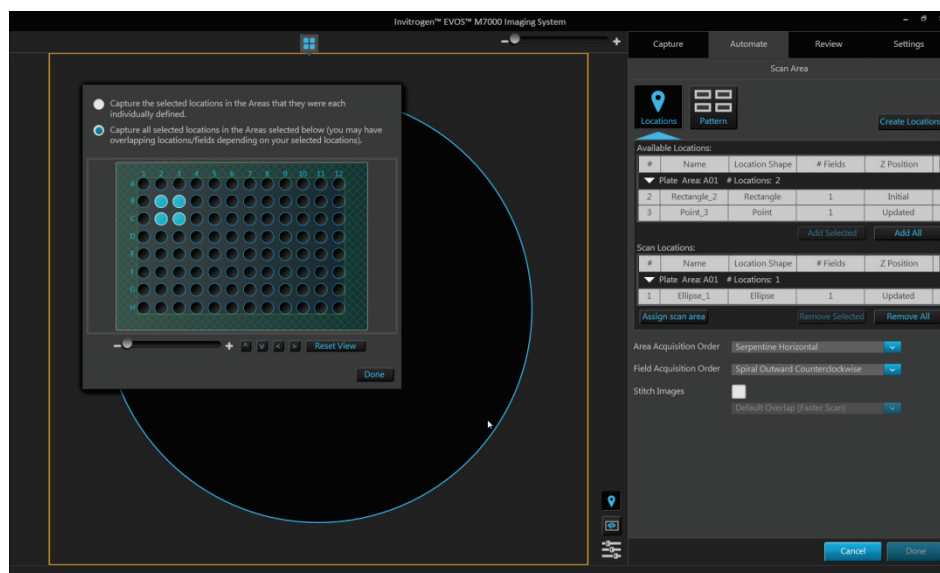 Invitrogen™ EVOS™ M7000 Imaging System
Capture Automate Review Settings
Scan Area
Locations Pattern
Create Locations
Capture the selected locations in the Areas that they were each
individually defined.
Capture all selected locations in the Areas selected below (you may have
overlapping locations/fields depending on your selected locations).
1 2 3 4 5 6 7 8 9 10 11 12
A
B
C
D
E
F
G
H
Reset View
Done
Available Locations:
# Name Location Shape # Fields Z Position
Plate Area: A01 # Locations: 2
2 Rectangle_2 Rectangle 1 Initial
3 Point_3 Point 1 Updated
Add Selected Add All
Scan Locations:
# Name Location Shape # Fields Z Position
Plate Area: A01 # Locations: 1
1 Ellipse_1 Ellipse 1 Updated
Assign scan area Remove Selected Remove All
Area Acquisition Order Serpentine Horizontal
Field Acquisition Order Spiral Outward Counterclockwise
Stitch Images
Default Overlap (Faster Scan)
Cancel Done